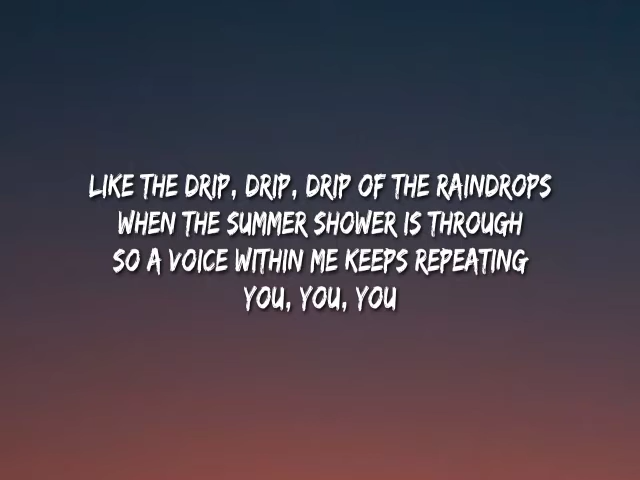 LIKE THE DRIP, DRIP, DRIP OF THE RAINDROPS
WHEN THE SUMMER SHOWER IS THROUGH
SO A VOICE WITHIN ME KEEPS REPEATING
YOU, YOU, YOU